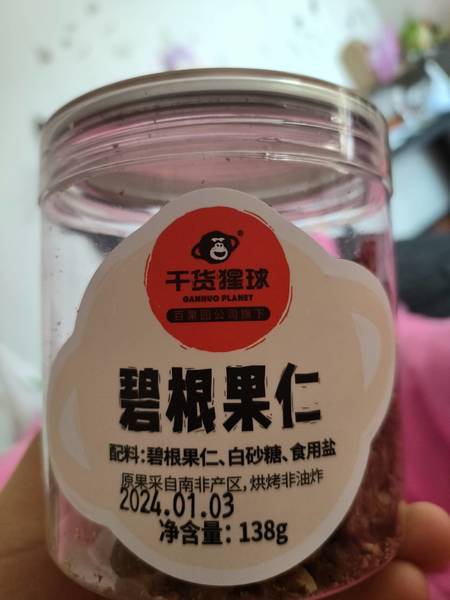 干货猩球
GANHUO PLANET
百果园公司旗下
碧根果仁
配料:碧根果仁、白砂糖、食用盐
原果采自南非产区,烘烤非油炸
2024.01.03
净含量: 138g